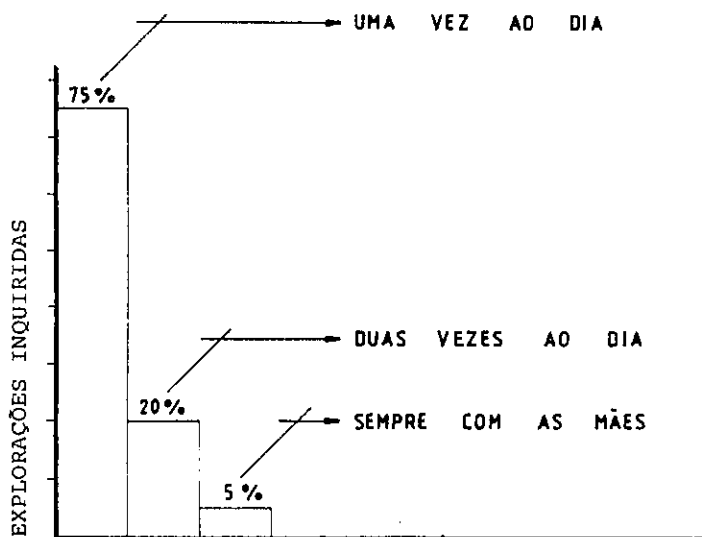 UMA VEZ AO DIA
75%
EXPLORAÇÕES INQUIRIDAS
DUAS VEZES AO DIA
20%
SEMPRE COM AS MÃES
5%